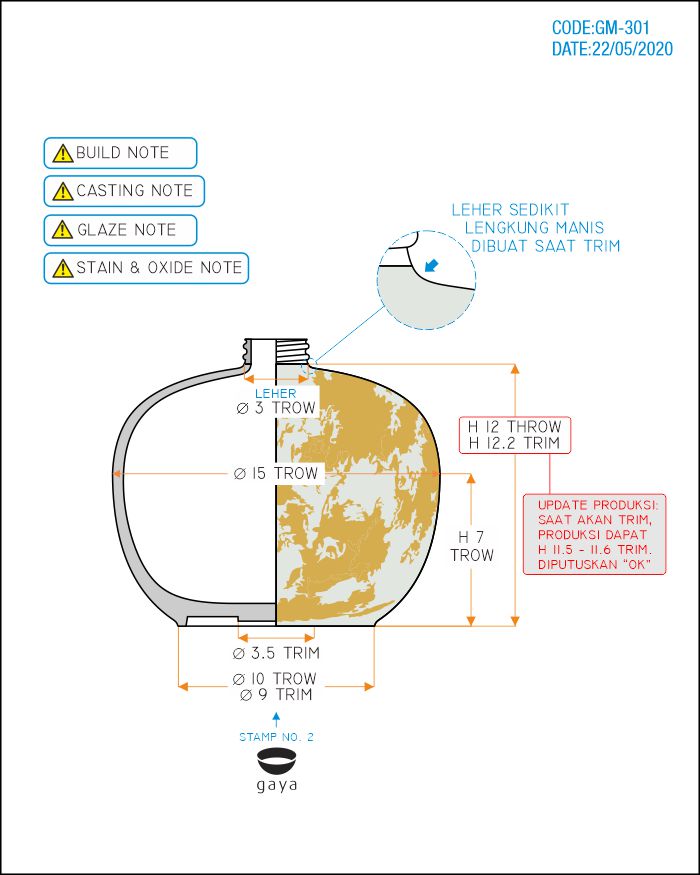 CODE:GM-301
DATE:22/05/2020
BUILD NOTE
CASTING NOTE
GLAZE NOTE
STAIN & OXIDE NOTE
LEHER SEDIKIT
LENGKUNG MANIS
DIBUAT SAAT TRIM
LEHER
Ø 3 TROW
H 12 THROW
H 12.2 TRIM
Ø 15 TROW
UPDATE PRODUKSI:
SAAT AKAN TRIM,
PRODUKSI DAPAT
H 11.5 - 11.6 TRIM.
DIPUTUSKAN "OK"
H 7
TROW
Ø 3.5 TRIM
Ø 10 TROW
Ø 9 TRIM
STAMP NO. 2
gaya